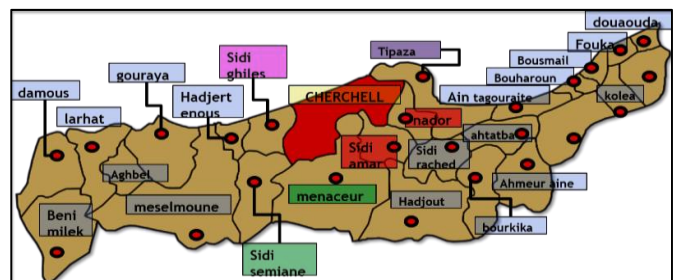 douaouda
Fouka
Tipaza
Sidi
ghiles
Bousmail
gouraya
Bouharoun
damous
Hadjert
enous
CHERCHELL
Ain tagouraite
kolea
larhat
nador
ahtatba
Sidi
amar
Sidi
rached
Aghbel
Ahmeur aine
menaceur
Hadjout
Beni
milek
meselmoune
bourkika
Sidi
semiane